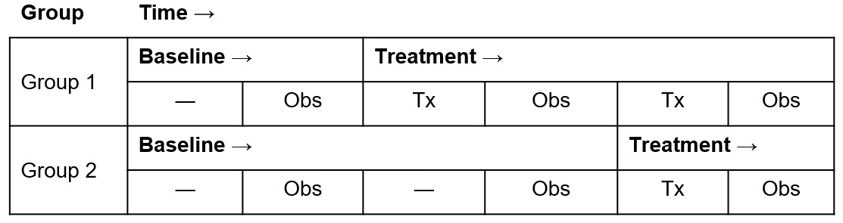 Group Time →
Group 1 Baseline → Treatment →
— Obs Tx Obs Tx Obs
Group 2 Baseline → Treatment →
— Obs — Obs Tx Obs